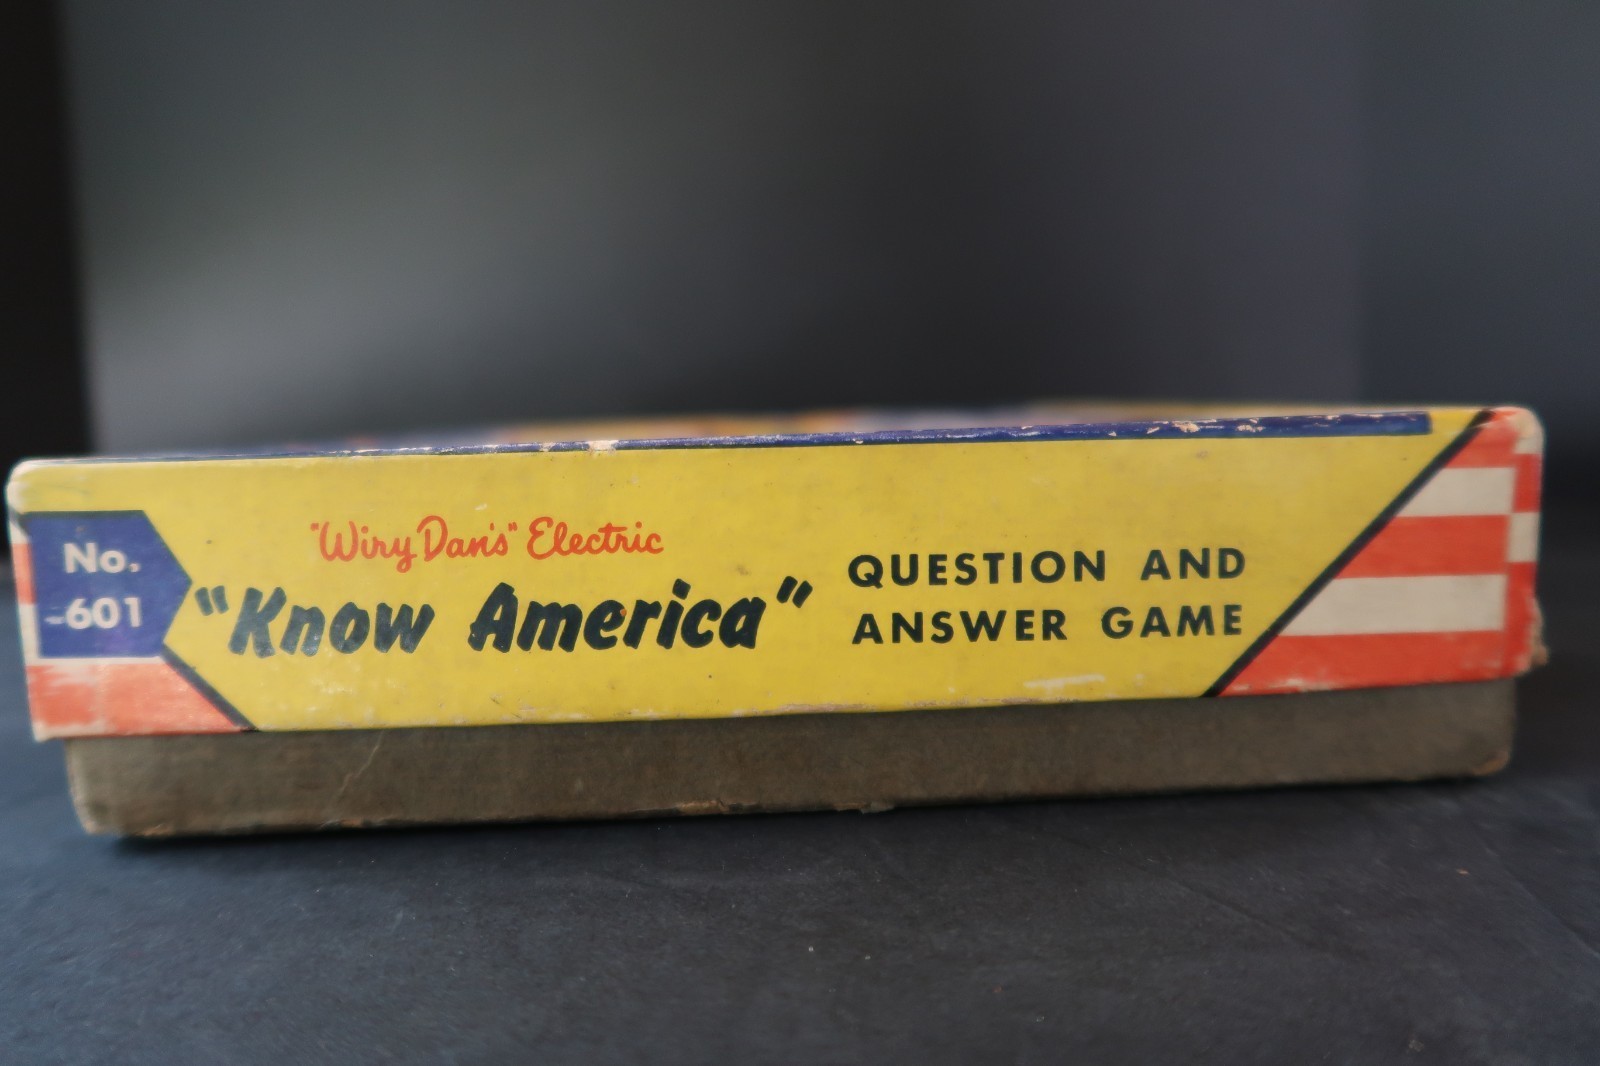 No.
-601
"Wiry Dan's" Electric
"Know America"
QUESTION AND
ANSWER GAME